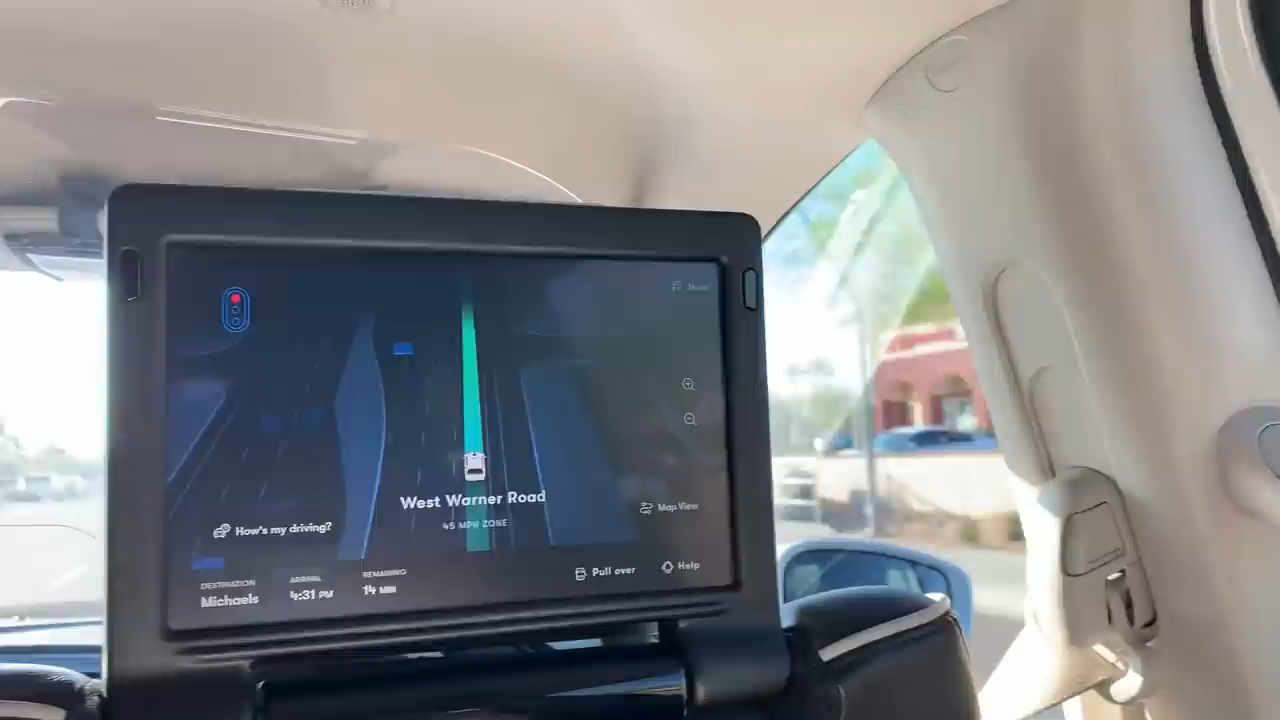 Music
West Warner Road
45 MPH ZONE
Map View
How's my driving?
Pull over
Help
DESTINATION
Michaels
ARRIVAL
4:31 PM
REMAINING
14 MIN